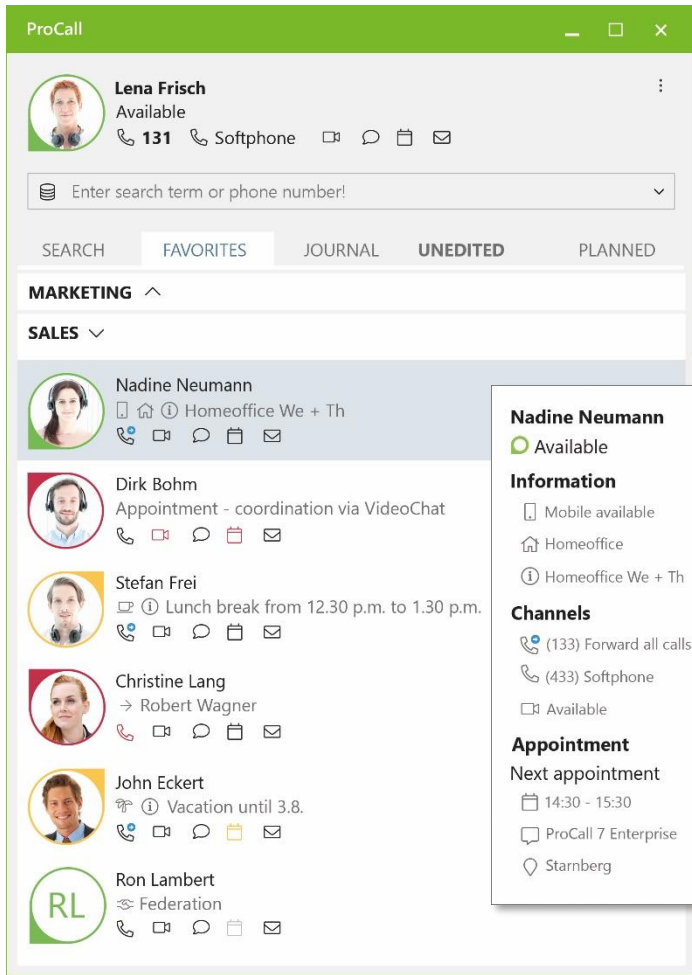 ProCall
Lena Frisch
Available
131 Softphone
Enter search term or phone number!
SEARCH FAVORITES JOURNAL UNEDITED PLANNED
MARKETING
SALES
Nadine Neumann
Homeoffice We + Th
Dirk Bohm
Appointment - coordination via VideoChat
Stefan Frei
Lunch break from 12.30 p.m. to 1.30 p.m.
Christine Lang
→ Robert Wagner
John Eckert
Vacation until 3.8.
RL
Ron Lambert
Federation
Nadine Neumann
Available
Information
Mobile available
Homeoffice
Homeoffice We + Th
Channels
(133) Forward all calls
(433) Softphone
Available
Appointment
Next appointment
14:30 - 15:30
ProCall 7 Enterprise
Starnberg